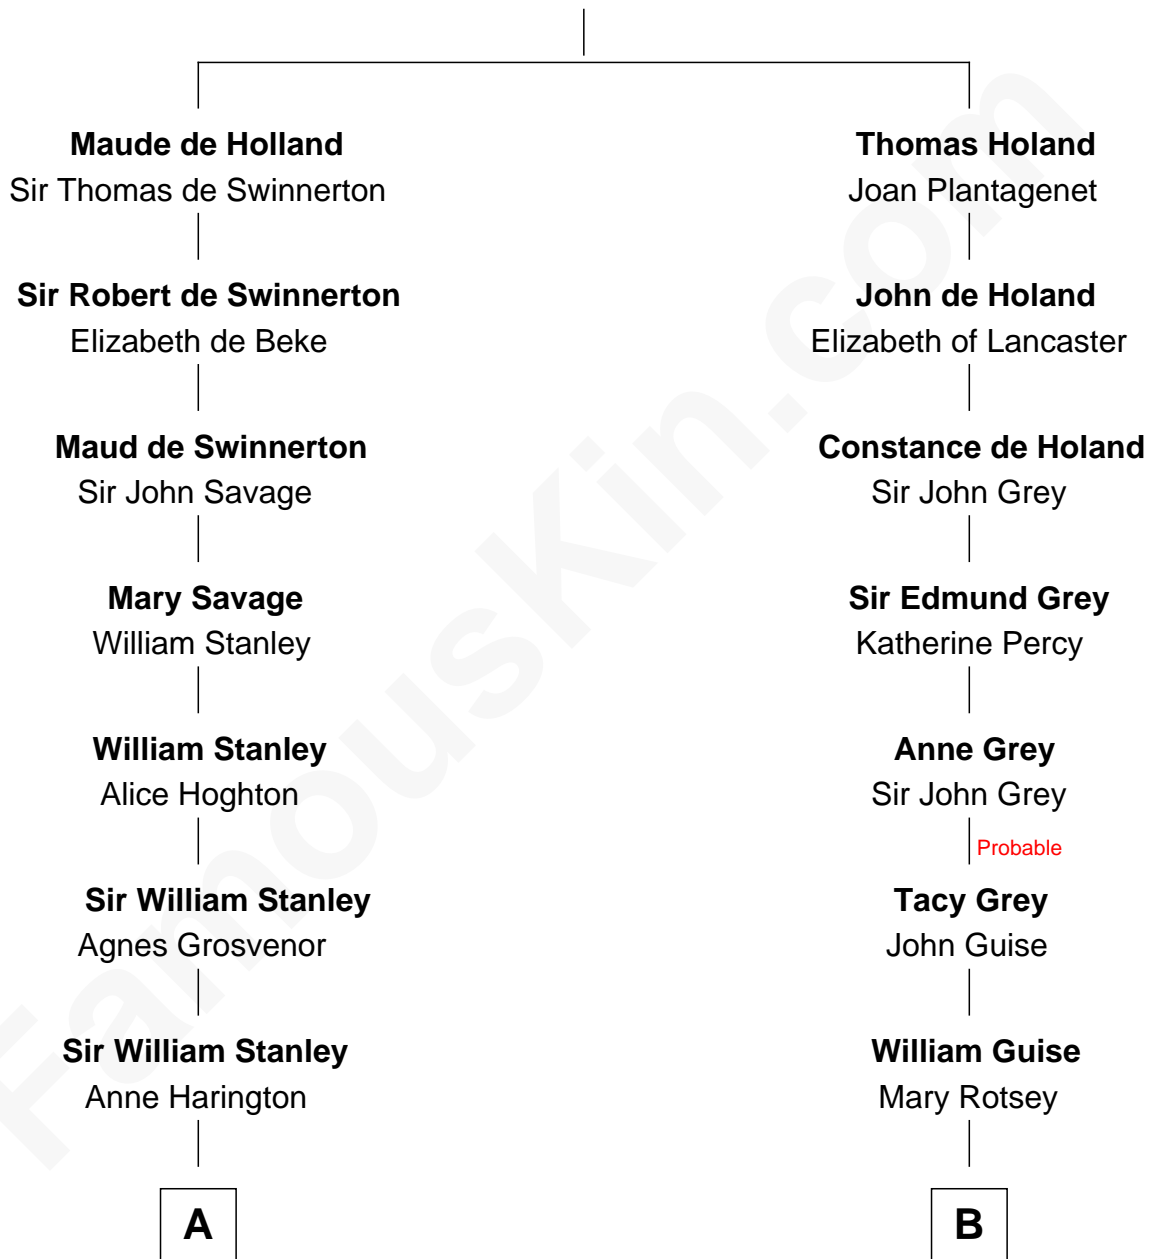 Maude de Holland
Sir Thomas de Swinnerton
Sir Robert de Swinnerton
Elizabeth de Beke
Maud de Swinnerton
Sir John Savage
Mary Savage
William Stanley
William Stanley
Alice Hoghton
Sir William Stanley
Agnes Grosvenor
Sir William Stanley
Anne Harington
A
Thomas Holand
Joan Plantagenet
John de Holand
Elizabeth of Lancaster
Constance de Holand
Sir John Grey
Sir Edmund Grey
Katherine Percy
Anne Grey
Sir John Grey
Probable
Tacy Grey
John Guise
William Guise
Mary Rotsey
B
FamousKin.com